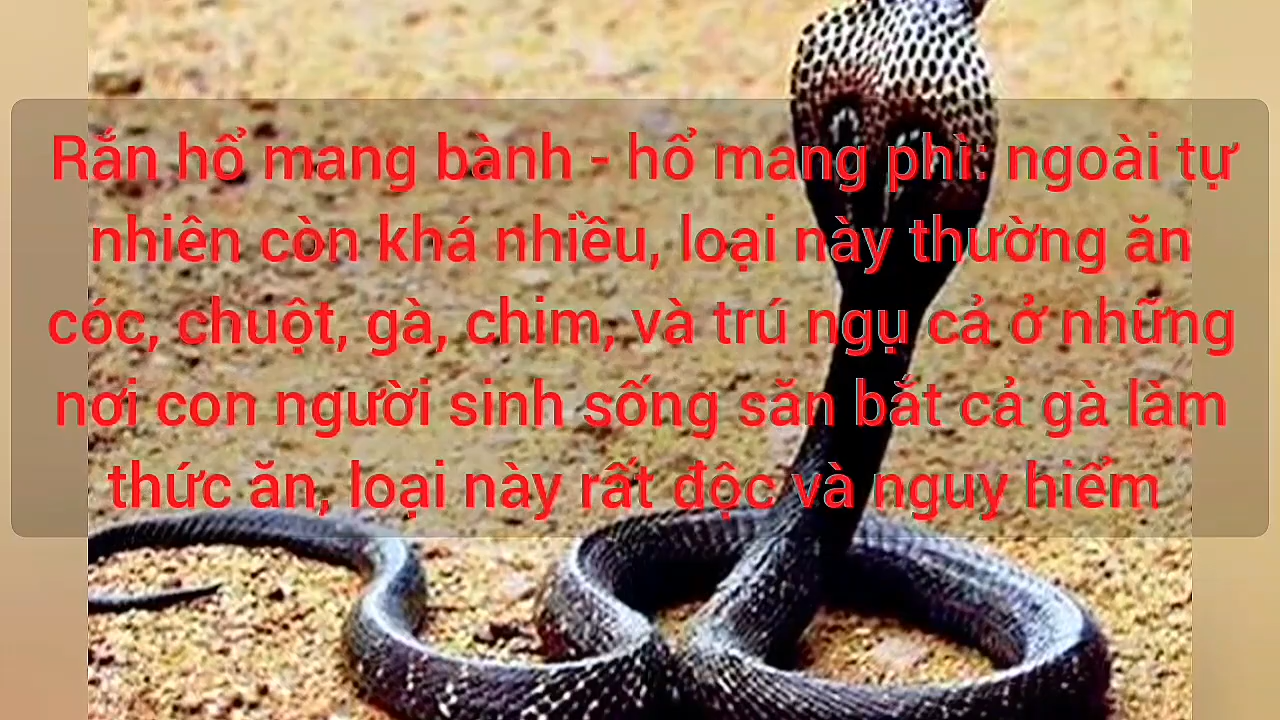 Rắn hổ mang bành - hổ mang phì: ngoài tự
nhiên còn khá nhiều, loại này thường ăn
cóc, chuột, gà, chim, và trú ngụ cả ở những
nơi con người sinh sống săn bắt cả gà làm
thức ăn, loại này rất độc và nguy hiểm